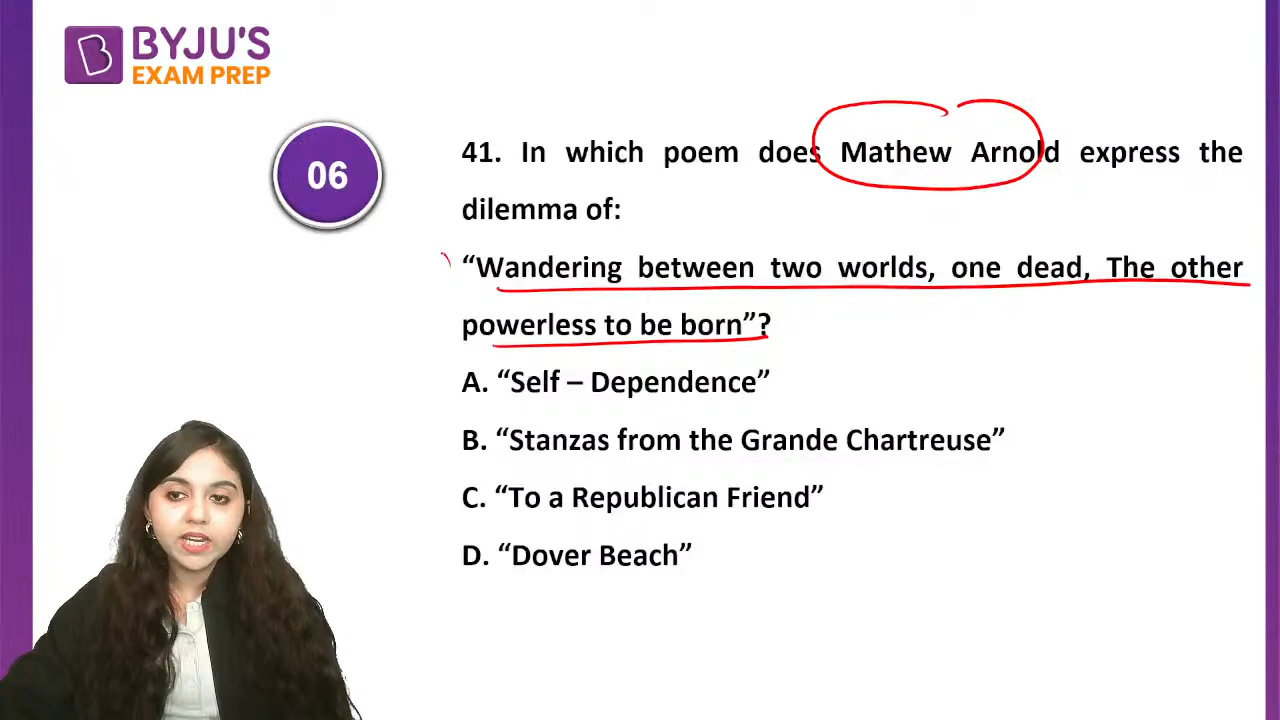 BYJU'S
EXAM PREP
06
41. In which poem does Mathew Arnold express the
dilemma of:
“Wandering between two worlds, one dead, The other
powerless to be born”?
A. “Self – Dependence”
B. “Stanzas from the Grande Chartreuse”
C. “To a Republican Friend”
D. “Dover Beach”